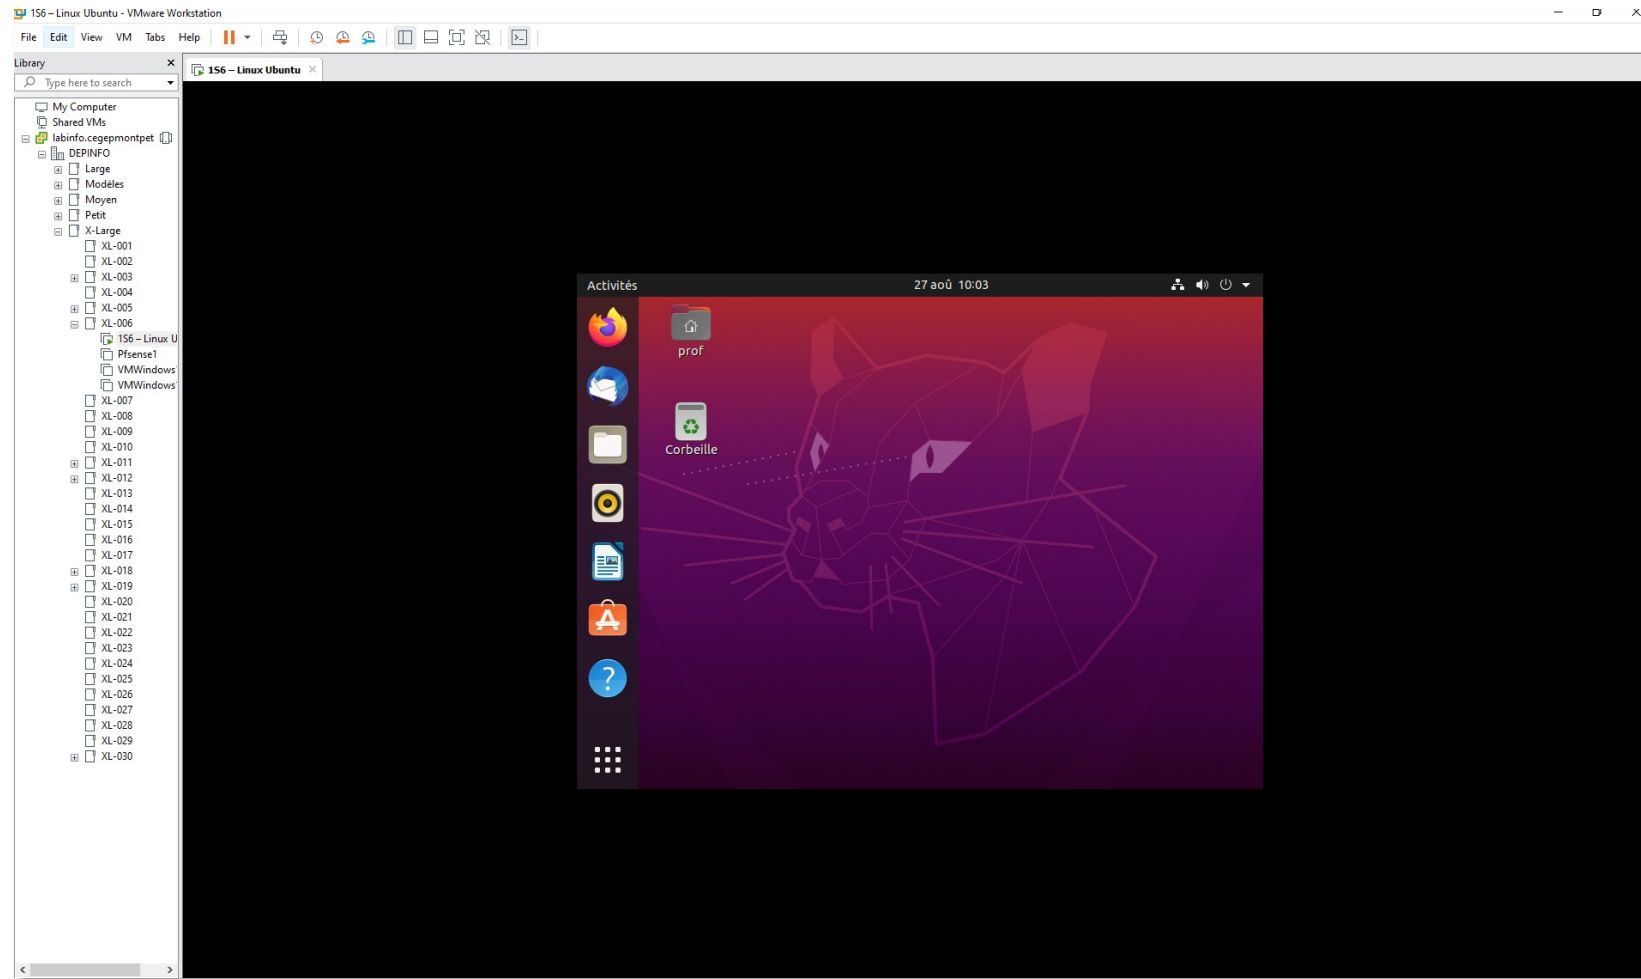 1S6 – Linux Ubuntu - VMware Workstation
File Edit View VM Tabs Help
Library
1S6 – Linux Ubuntu
Type here to search
My Computer
Shared VMs
labinfo.cegepmontpet
DEPINFO
Large
Modèles
Moyen
Petit
X-Large
XL-001
XL-002
XL-003
XL-004
XL-005
XL-006
1S6 – Linux U
Pfsense1
VMWindows
VMWindows
XL-007
XL-008
XL-009
XL-010
XL-011
XL-012
XL-013
XL-014
XL-015
XL-016
XL-017
XL-018
XL-019
XL-020
XL-021
XL-022
XL-023
XL-024
XL-025
XL-026
XL-027
XL-028
XL-029
XL-030
Activités 27 aoû 10:03
prof
Corbeille